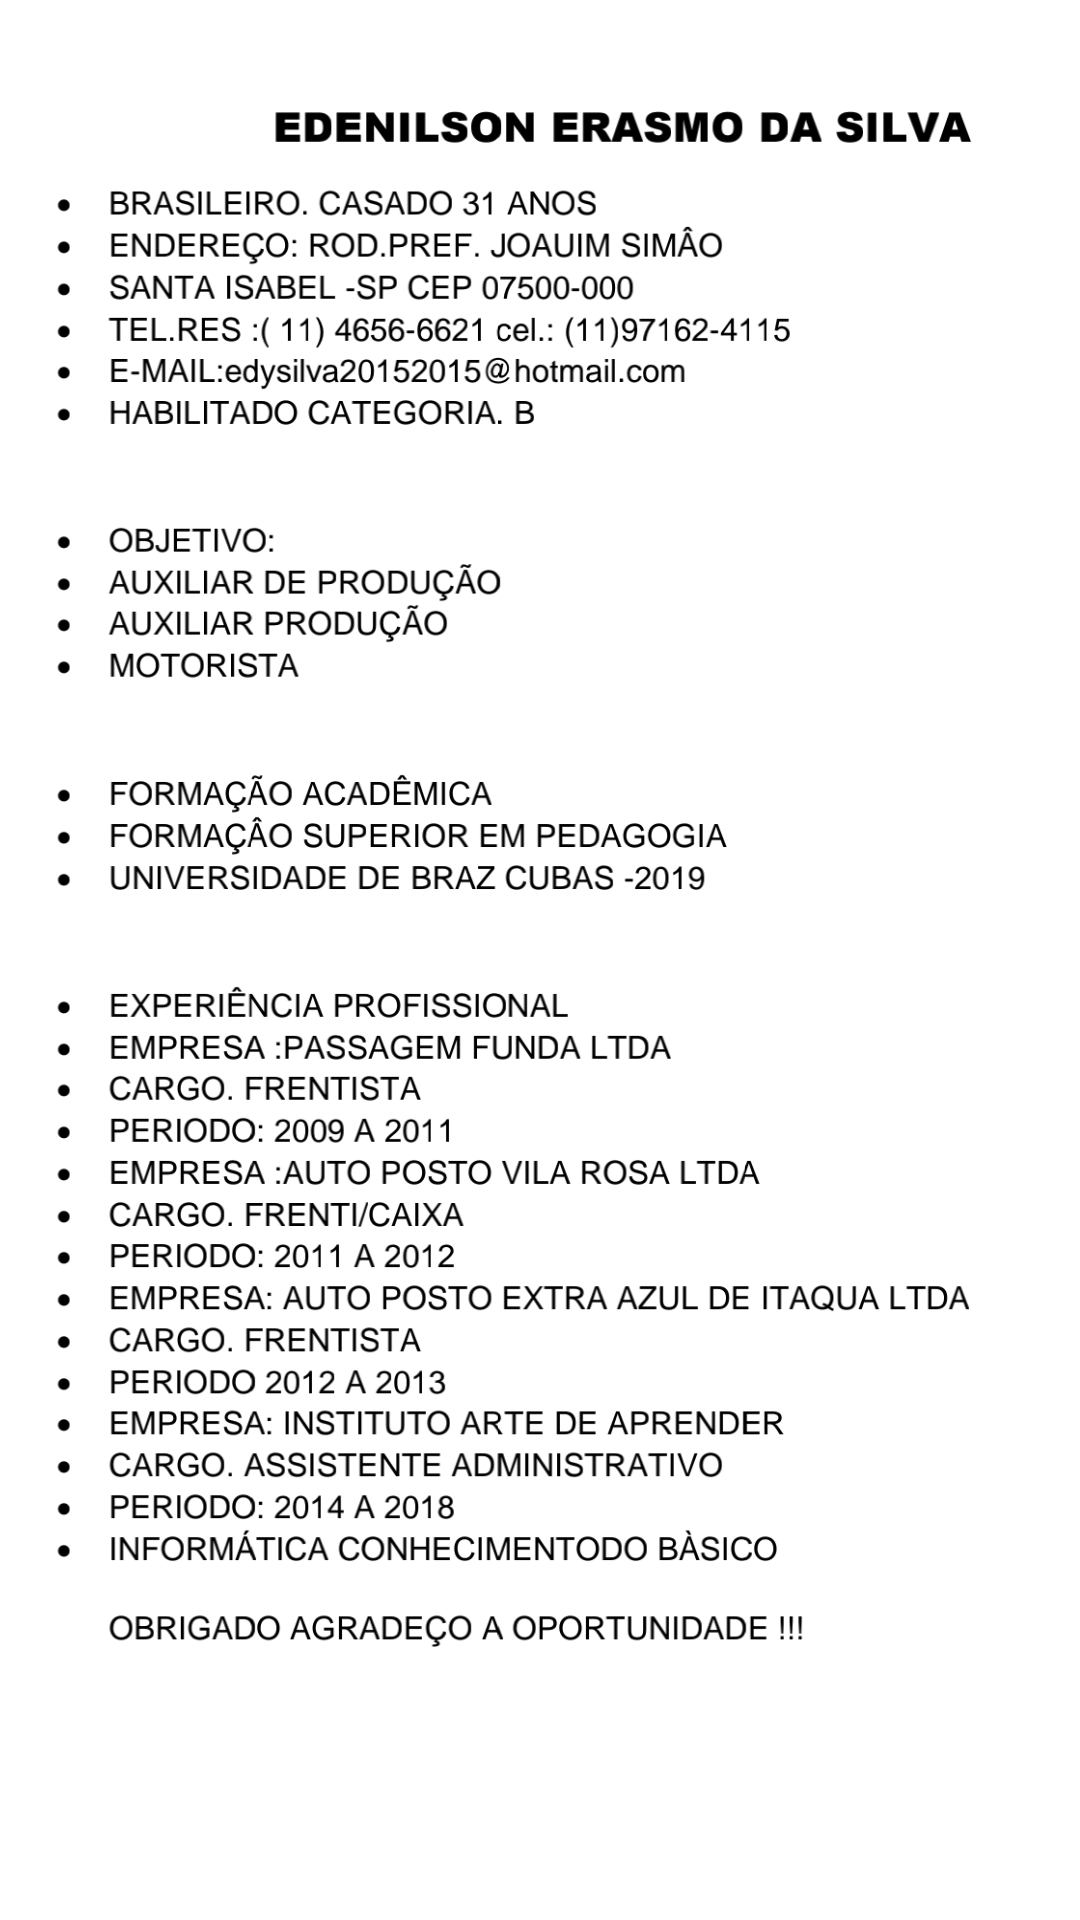 EDENILSON ERASMO DA SILVA
• BRASILEIRO. CASADO 31 ANOS
• ENDEREÇO: ROD.PREF. JOAUIM SIMÂO
• SANTA ISABEL -SP CEP 07500-000
• TEL.RES :( 11) 4656-6621 cel.: (11)97162-4115
• E-MAIL:edysilva20152015@hotmail.com
• HABILITADO CATEGORIA. B
• OBJETIVO:
• AUXILIAR DE PRODUÇÃO
• AUXILIAR PRODUÇÃO
• MOTORISTA
• FORMAÇÃO ACADÊMICA
• FORMAÇÂO SUPERIOR EM PEDAGOGIA
• UNIVERSIDADE DE BRAZ CUBAS -2019
• EXPERIÊNCIA PROFISSIONAL
• EMPRESA :PASSAGEM FUNDA LTDA
• CARGO. FRENTISTA
• PERIODO: 2009 A 2011
• EMPRESA :AUTO POSTO VILA ROSA LTDA
• CARGO. FRENTI/CAIXA
• PERIODO: 2011 A 2012
• EMPRESA: AUTO POSTO EXTRA AZUL DE ITAQUA LTDA
• CARGO. FRENTISTA
• PERIODO 2012 A 2013
• EMPRESA: INSTITUTO ARTE DE APRENDER
• CARGO. ASSISTENTE ADMINISTRATIVO
• PERIODO: 2014 A 2018
• INFORMÁTICA CONHECIMENTODO BÀSICO
OBRIGADO AGRADEÇO A OPORTUNIDADE !!!